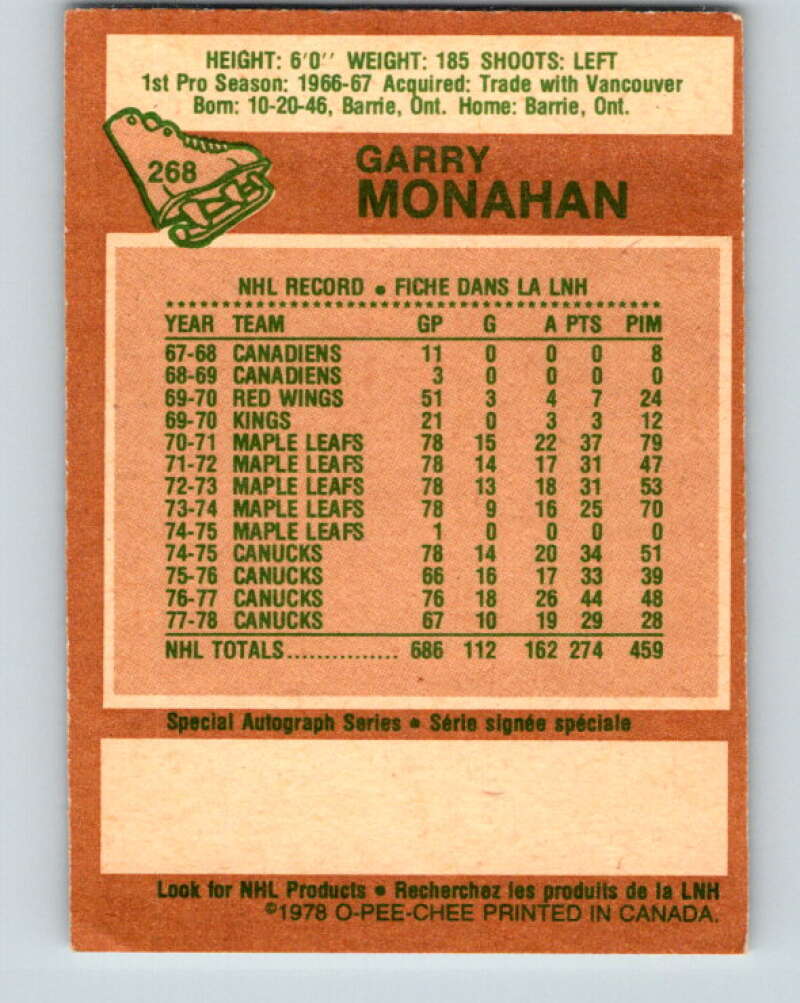 HEIGHT: 6'0'' WEIGHT: 185 SHOOTS: LEFT
1st Pro Season: 1966-67 Acquired: Trade with Vancouver
Born: 10-20-46, Barrie, Ont. Home: Barrie, Ont.
268
GARRY
MONAHAN
NHL RECORD • FICHE DANS LA LNH
YEAR TEAM GP G A PTS PIM
67-68 CANADIENS 11 0 0 0 8
68-69 CANADIENS 3 0 0 0 0
69-70 RED WINGS 51 3 4 7 24
69-70 KINGS 21 0 3 3 12
70-71 MAPLE LEAFS 78 15 22 37 79
71-72 MAPLE LEAFS 78 14 17 31 47
72-73 MAPLE LEAFS 78 13 18 31 53
73-74 MAPLE LEAFS 78 9 16 25 70
74-75 MAPLE LEAFS 1 0 0 0 0
74-75 CANUCKS 78 14 20 34 51
75-76 CANUCKS 66 16 17 33 39
76-77 CANUCKS 76 18 26 44 48
77-78 CANUCKS 67 10 19 29 28
NHL TOTALS............... 686 112 162 274 459
Special Autograph Series • Série signée spéciale
Look for NHL Products • Recherchez les produits de la LNH
©1978 O-PEE-CHEE PRINTED IN CANADA.